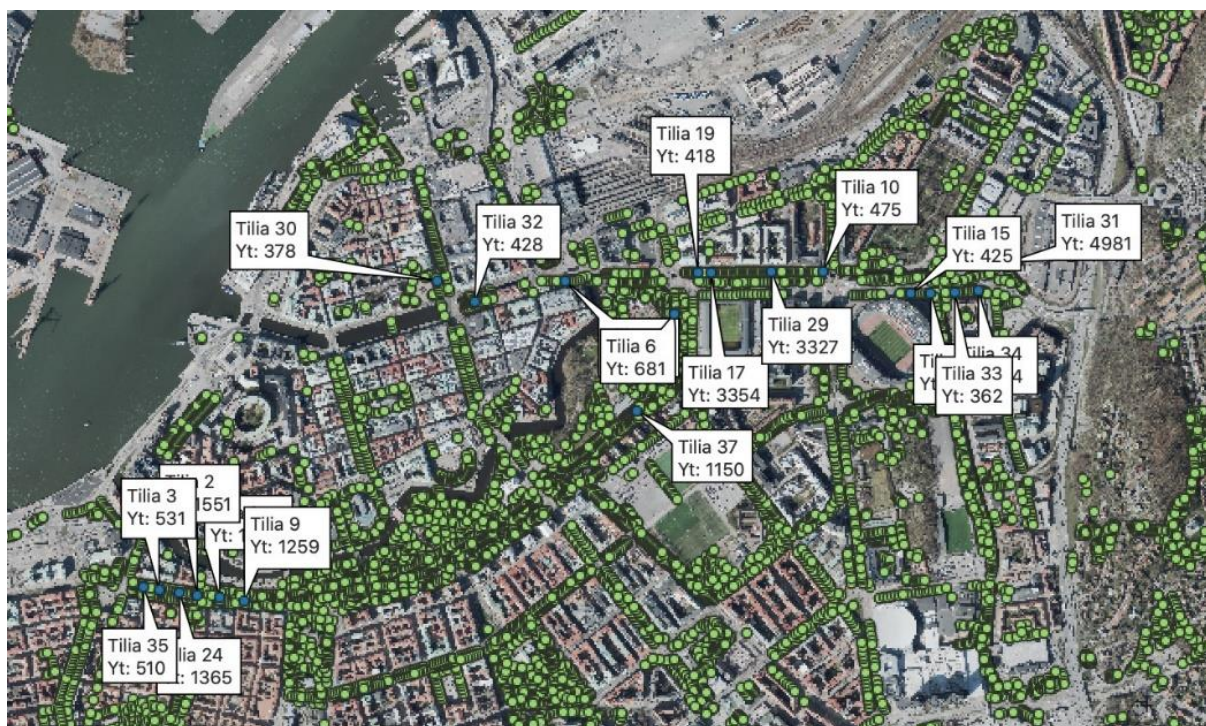 Tilia 19
Yt: 418
Tilia 10
Yt: 475
Tilia 30
Yt: 378
Tilia 32
Yt: 428
Tilia 15
Yt: 425
Tilia 31
Yt: 4981
Tilia 6
Yt: 681
Tilia 17
Yt: 3354
Tilia 29
Yt: 3327
Tilia 33
Yt: 362
Tilia 37
Yt: 1150
Tilia 3
Yt: 531
2
1551
Tilia 9
Yt: 1259
Tilia 35
Yt: 510
24
1365